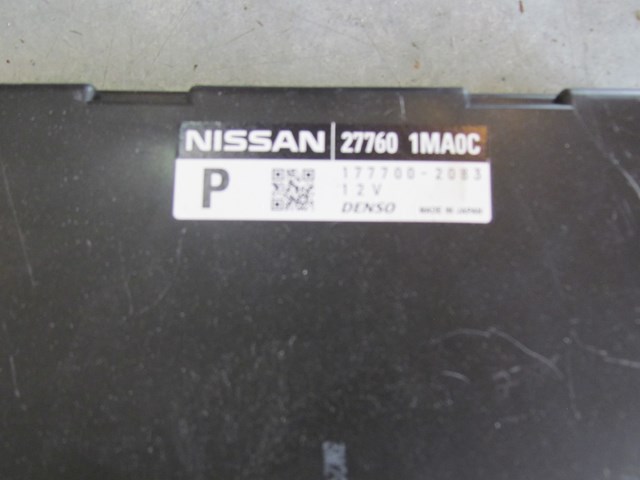 NISSAN 27760 1MA0C
P 177700-2083
12V
DENSO MADE IN JAPAN